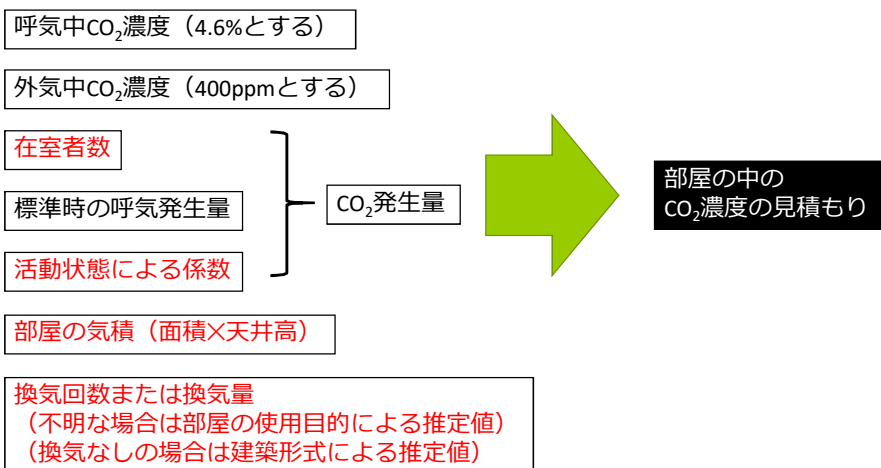 呼気中CO₂濃度（4.6%とする）
外気中CO₂濃度（400ppmとする）
在室者数
標準時の呼気発生量
CO₂発生量
活動状態による係数
部屋の気積（面積×天井高）
換気回数または換気量
（不明な場合は部屋の使用目的による推定値）
（換気なしの場合は建築形式による推定値）
部屋の中の
CO₂濃度の見積もり